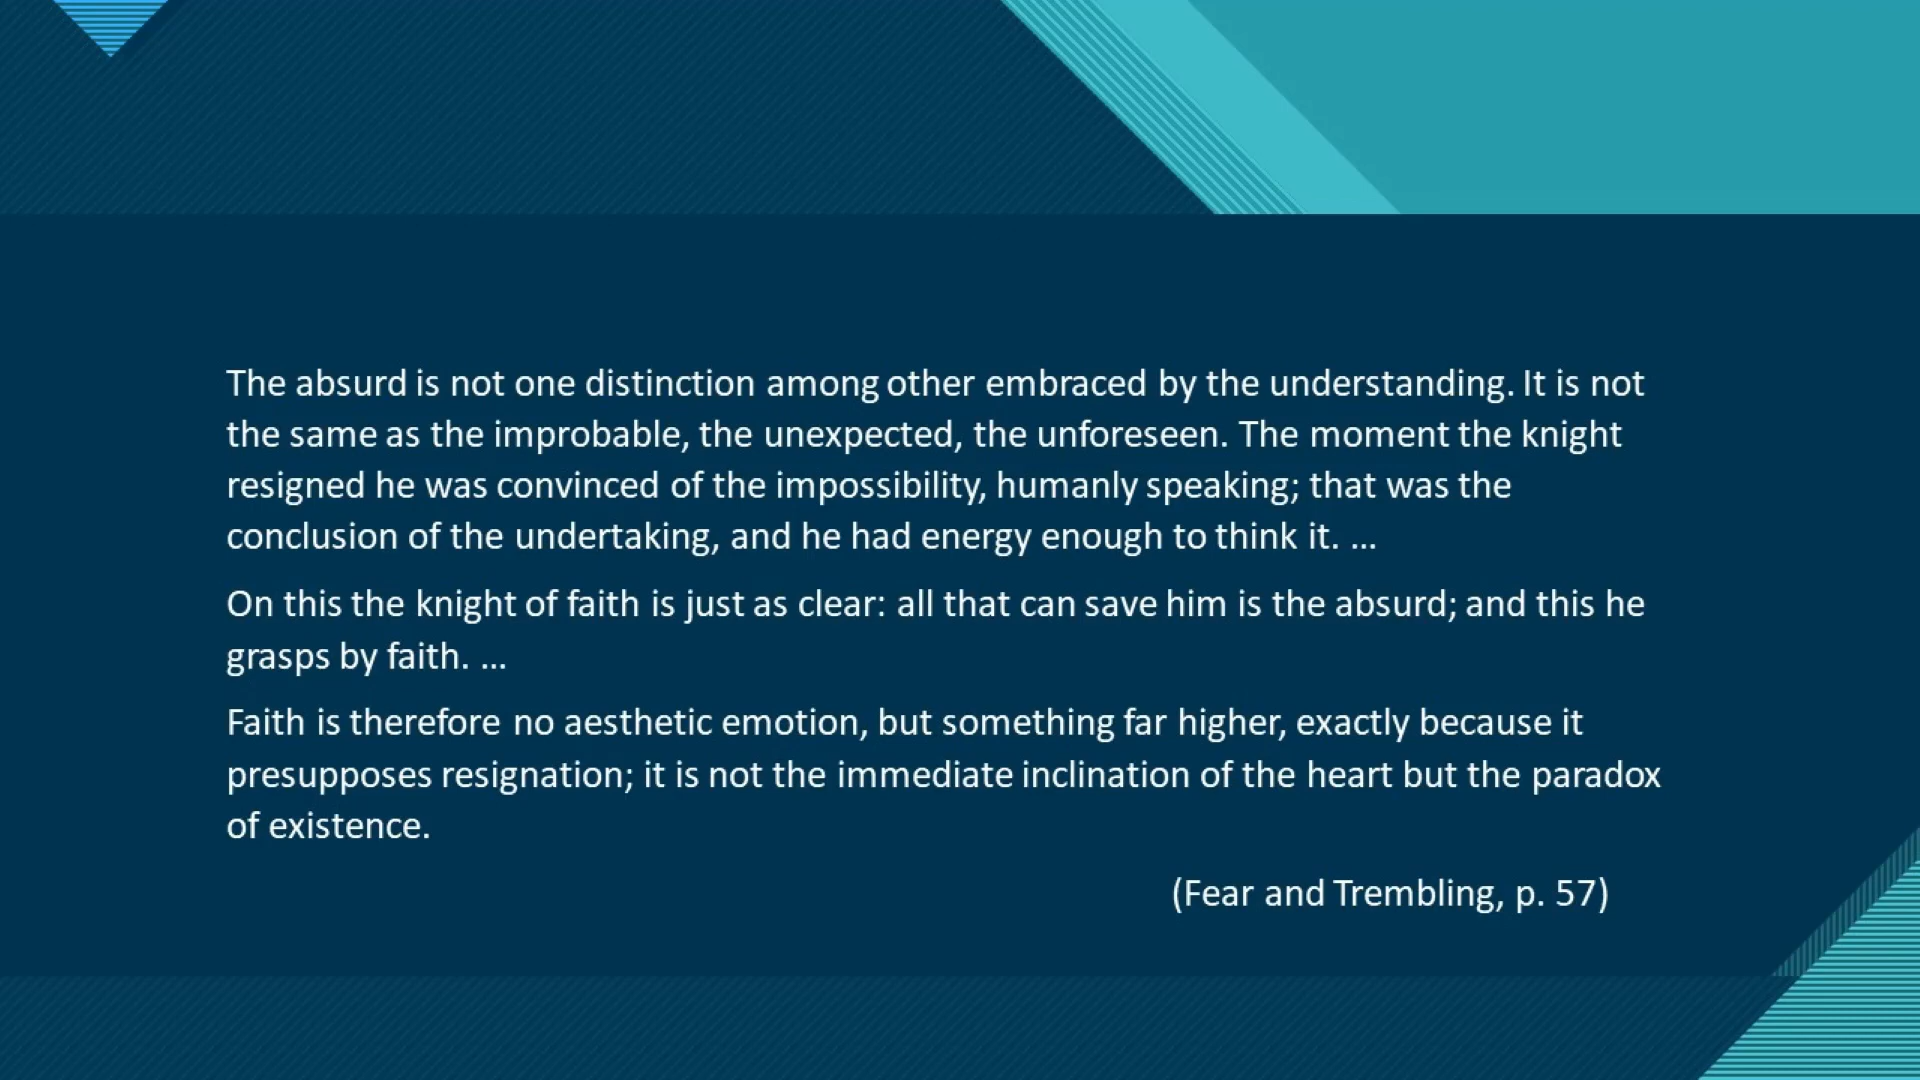 The absurd is not one distinction among other embraced by the understanding. It is not
the same as the improbable, the unexpected, the unforeseen. The moment the knight
resigned he was convinced of the impossibility, humanly speaking; that was the
conclusion of the undertaking, and he had energy enough to think it. ...
On this the knight of faith is just as clear: all that can save him is the absurd; and this he
grasps by faith. ...
Faith is therefore no aesthetic emotion, but something far higher, exactly because it
presupposes resignation; it is not the immediate inclination of the heart but the paradox
of existence.
(Fear and Trembling, p. 57)